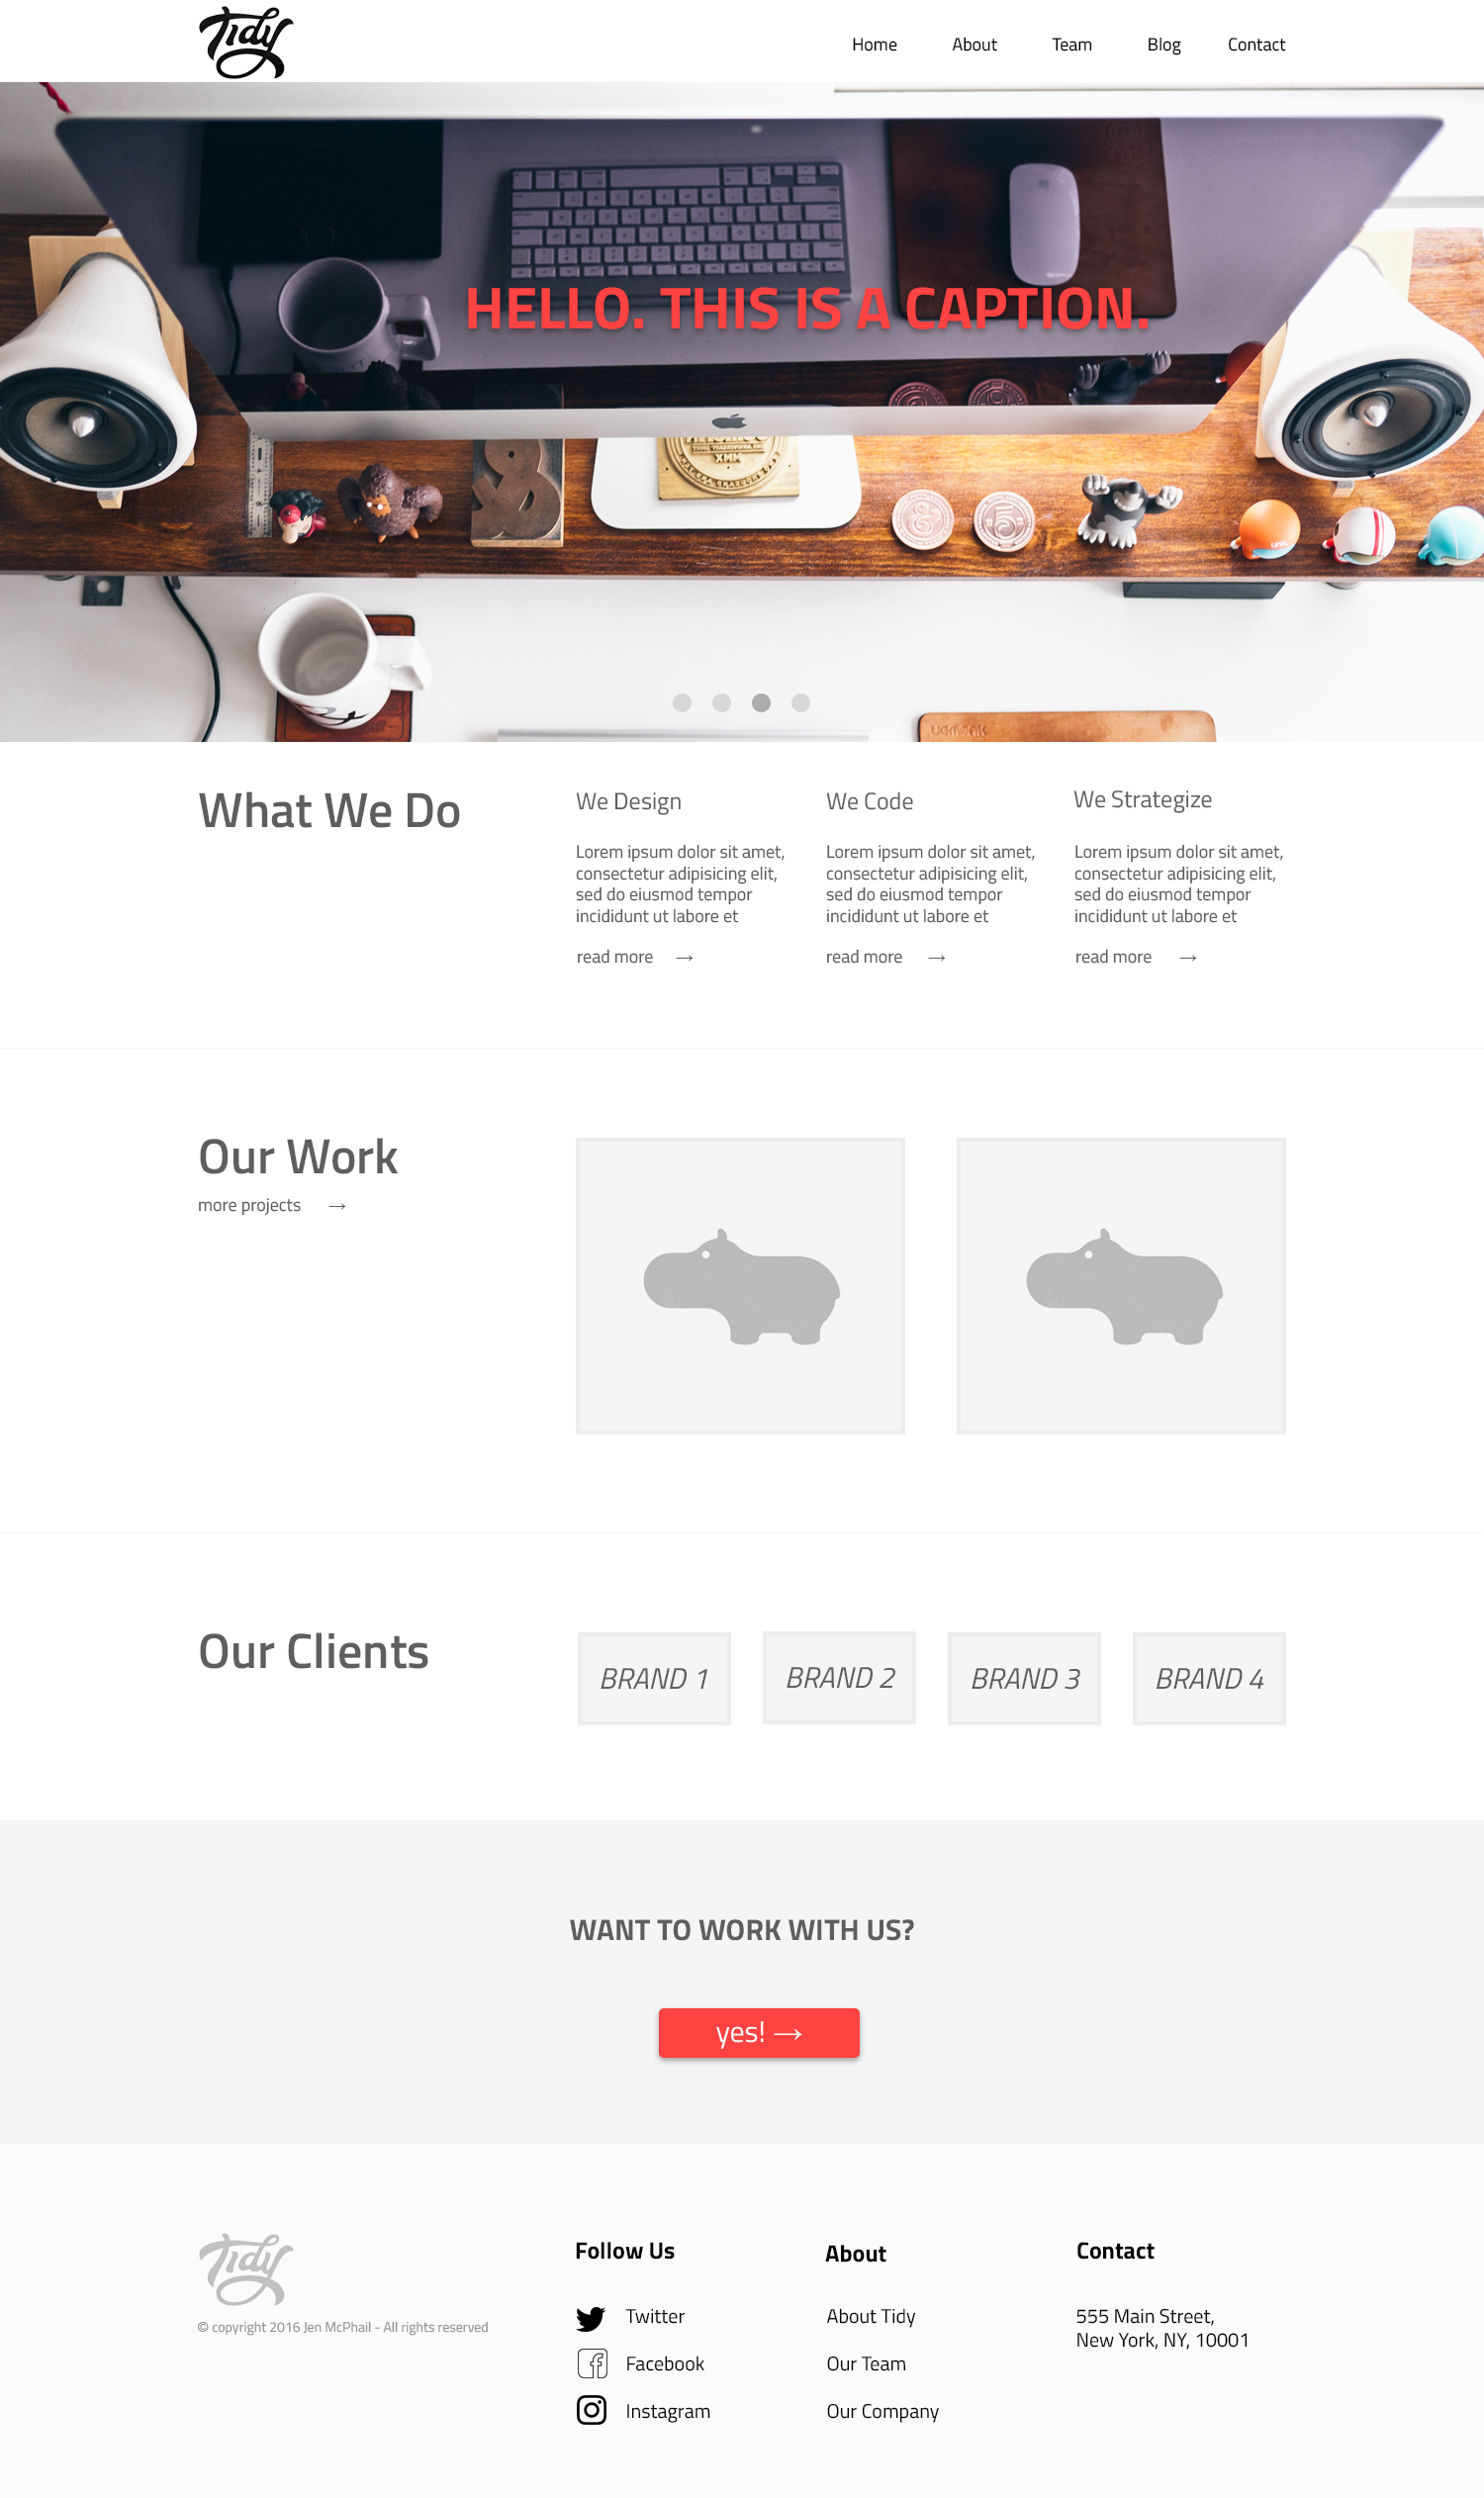 Tidy
Home About Team Blog Contact
HELLO. THIS IS A CAPTION.
XMM
&
& 5
What We Do
We Design
Lorem ipsum dolor sit amet,
consectetur adipisicing elit,
sed do eiusmod tempor
incididunt ut labore et
read more →
We Code
Lorem ipsum dolor sit amet,
consectetur adipisicing elit,
sed do eiusmod tempor
incididunt ut labore et
read more →
We Strategize
Lorem ipsum dolor sit amet,
consectetur adipisicing elit,
sed do eiusmod tempor
incididunt ut labore et
read more →
Our Work
more projects →
Our Clients
BRAND 1 BRAND 2 BRAND 3 BRAND 4
WANT TO WORK WITH US?
yes! →
Tidy
© copyright 2016 Jen McPhail - All rights reserved
Follow Us
Twitter
Facebook
Instagram
About
About Tidy
Our Team
Our Company
Contact
555 Main Street,
New York, NY, 10001